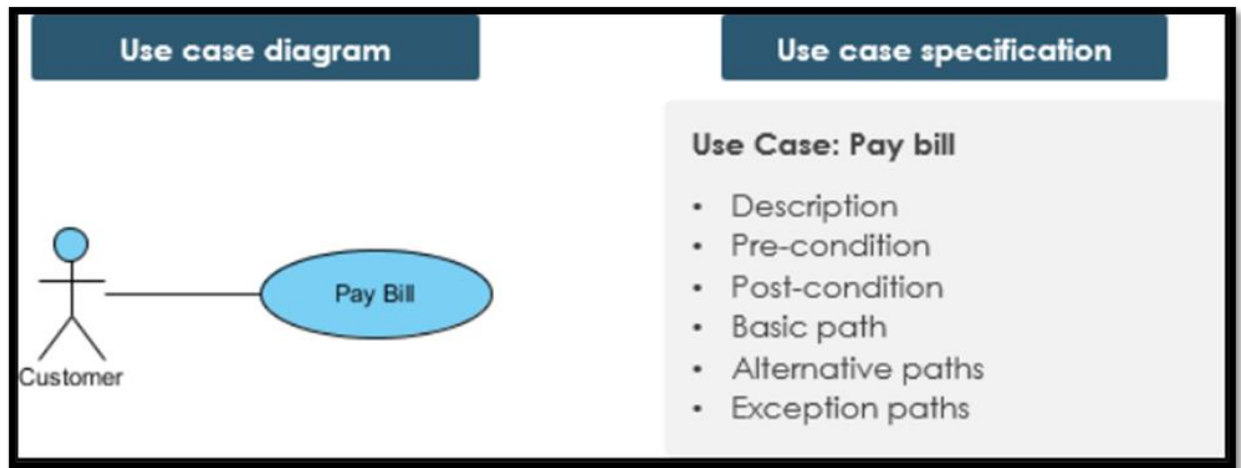 Use case diagram
Use case specification
Customer
Pay Bill
Use Case: Pay bill
• Description
• Pre-condition
• Post-condition
• Basic path
• Alternative paths
• Exception paths